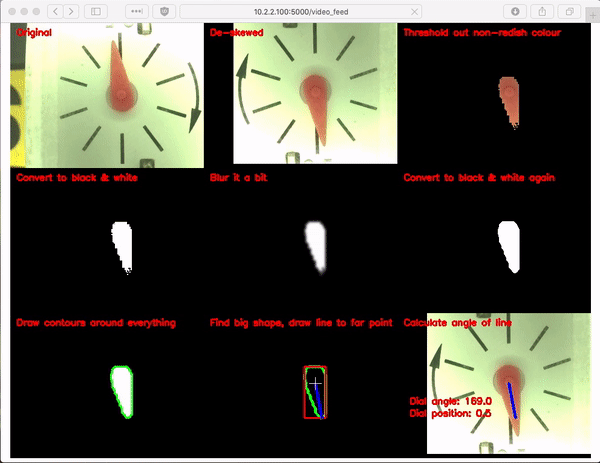 10.2.2.100:5000/video_feed
Original
De-skewed
Threshold out non-redish colour
Convert to black & white
Blur it a bit
Convert to black & white again
Draw contours around everything
Find big shape, draw line to far point
Calculate angle of line
Dial angle: 169.0
Dial position: 0.5